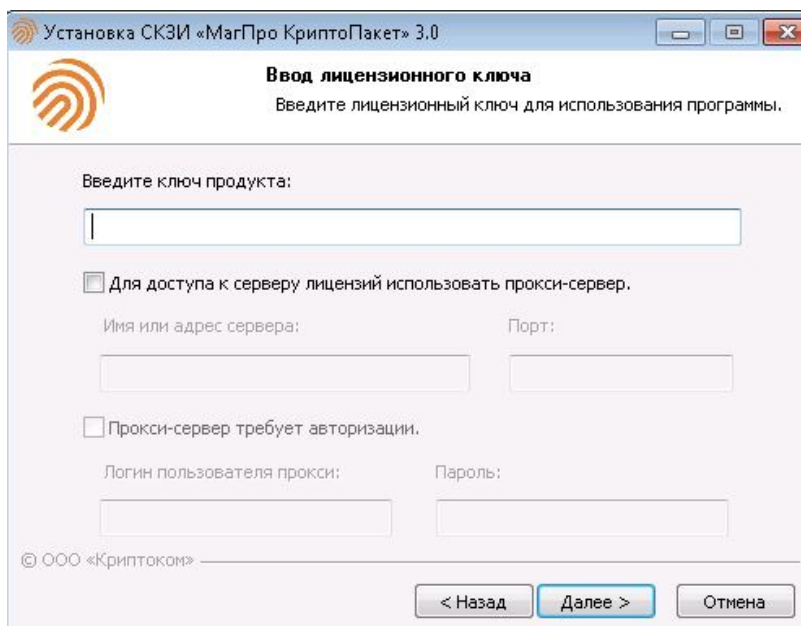 Установка СКЗИ «МагПро КриптоПакет» 3.0
Ввод лицензионного ключа
Введите лицензионный ключ для использования программы.
Введите ключ продукта:
Для доступа к серверу лицензий использовать прокси-сервер.
Имя или адрес сервера: Порт:
Прокси-сервер требует авторизации.
Логин пользователя прокси: Пароль:
© ООО «Криптоком»
< Назад Далее > Отмена